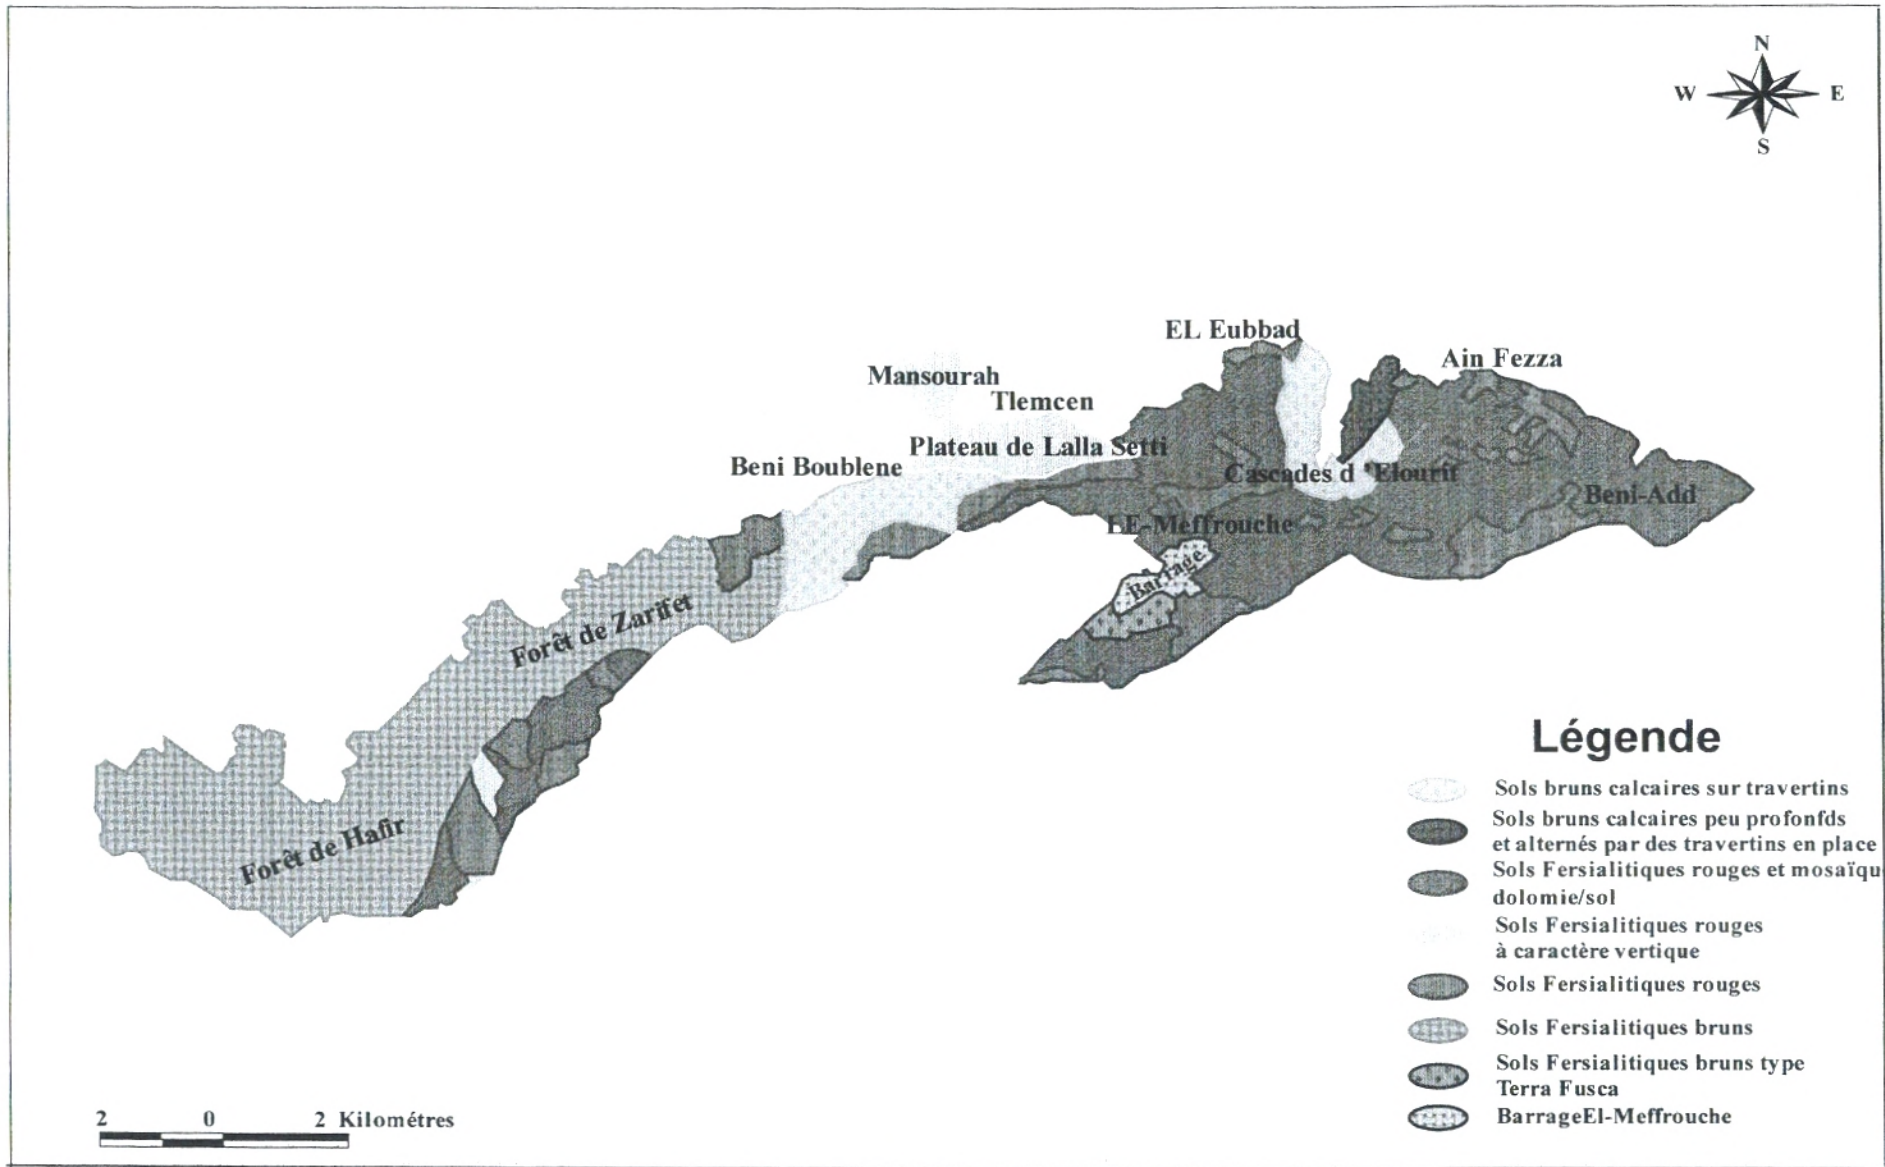 N
W E
S
EL Eubbad
Ain Fezza
Mansourah
Tlemcen
Plateau de Lalla Setti
Beni Boublene
Cascades d 'Elourit
Beni-Add
LE-Meffrouche
Barrage
Forêt de Zarifet
Forêt de Hafir
Légende
Sols bruns calcaires sur travertins
Sols bruns calcaires peu profonfds
et alternés par des travertins en place
Sols Fersialitiques rouges et mosaïqu
dolomie/sol
Sols Fersialitiques rouges
à caractère vertique
Sols Fersialitiques rouges
Sols Fersialitiques bruns
Sols Fersialitiques bruns type
Terra Fusca
BarrageEl-Meffrouche
2 0 2 Kilométres